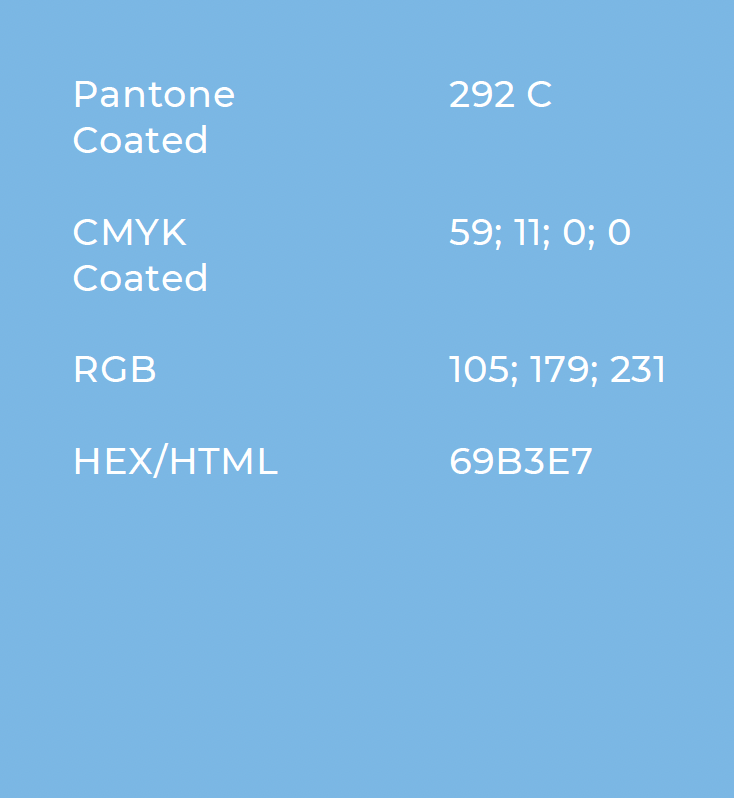 Pantone 292 C
Coated
CMYK 59; 11; 0; 0
Coated
RGB 105; 179; 231
HEX/HTML 69B3E7